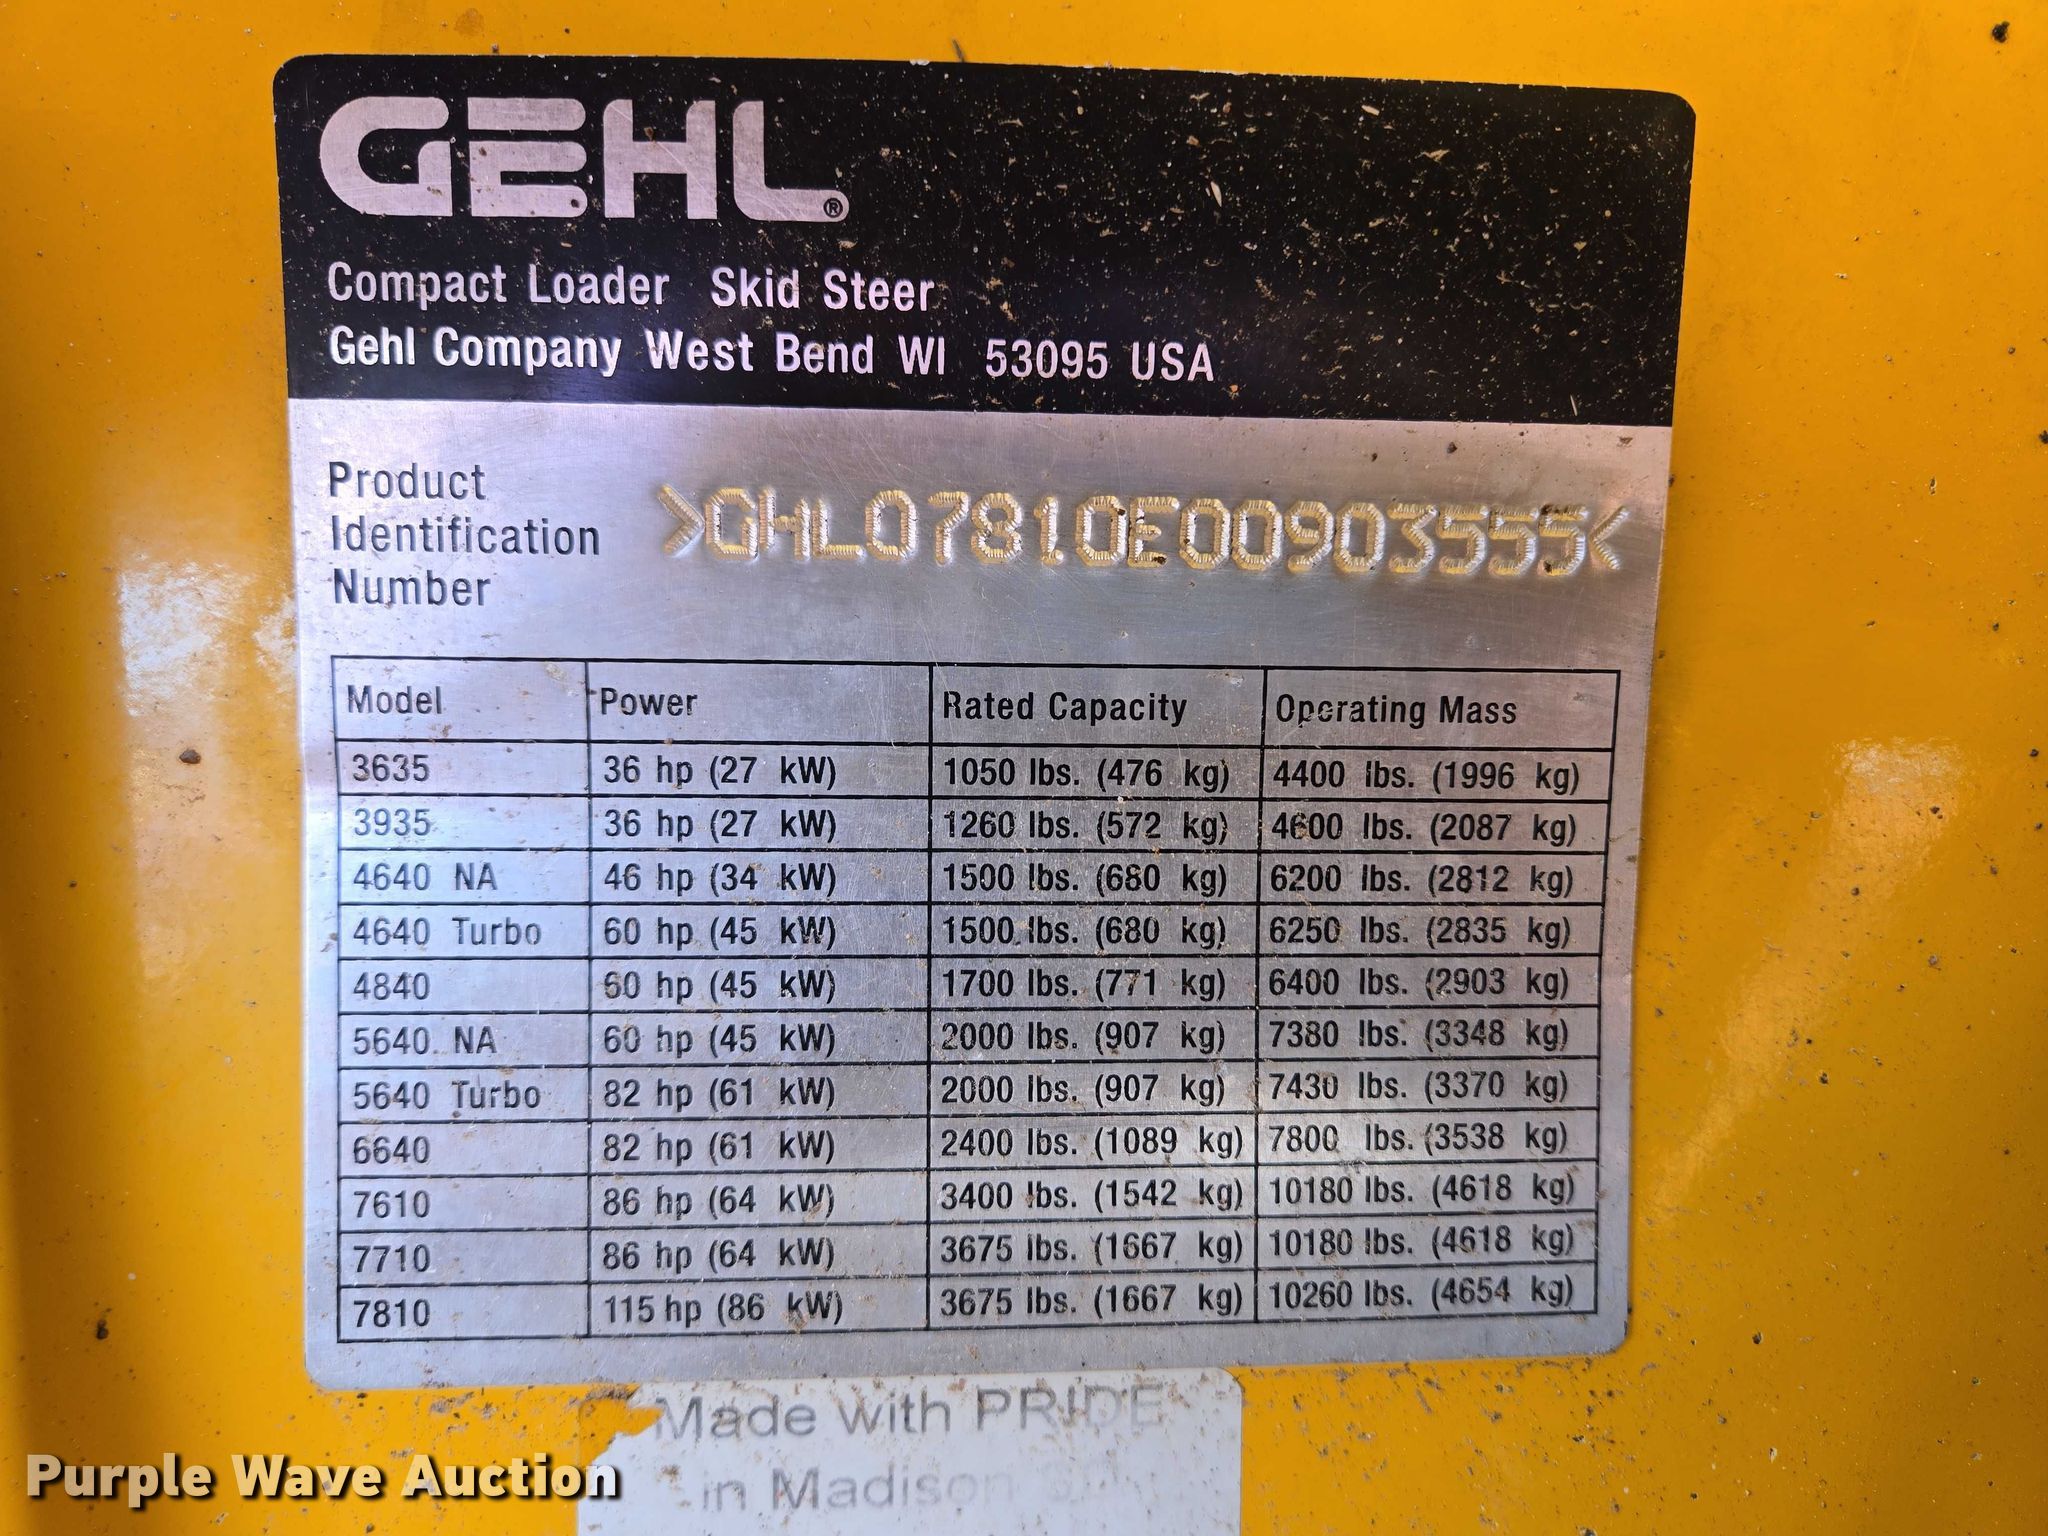 GEHL®
Compact Loader Skid Steer
Gehl Company West Bend WI 53095 USA
Product
Identification
Number
>GHL07810E00903555<
Model Power Rated Capacity Operating Mass
3635 36 hp (27 kW) 1050 lbs. (476 kg) 4400 lbs. (1996 kg)
3935 36 hp (27 kW) 1260 lbs. (572 kg) 4600 lbs. (2087 kg)
4640 NA 46 hp (34 kW) 1500 lbs. (680 kg) 6200 lbs. (2812 kg)
4640 Turbo 60 hp (45 kW) 1500 lbs. (680 kg) 6250 lbs. (2835 kg)
4840 60 hp (45 kW) 1700 lbs. (771 kg) 6400 lbs. (2903 kg)
5640 NA 60 hp (45 kW) 2000 lbs. (907 kg) 7380 lbs. (3348 kg)
5640 Turbo 82 hp (61 kW) 2000 lbs. (907 kg) 7430 lbs. (3370 kg)
6640 82 hp (61 kW) 2400 lbs. (1089 kg) 7800 lbs. (3538 kg)
7610 86 hp (64 kW) 3400 lbs. (1542 kg) 10180 lbs. (4618 kg)
7710 86 hp (64 kW) 3675 lbs. (1667 kg) 10180 lbs. (4618 kg)
7810 115 hp (86 kW) 3675 lbs. (1667 kg) 10260 lbs. (4654 kg)
Made with PRIDE
in Madison
Purple Wave Auction